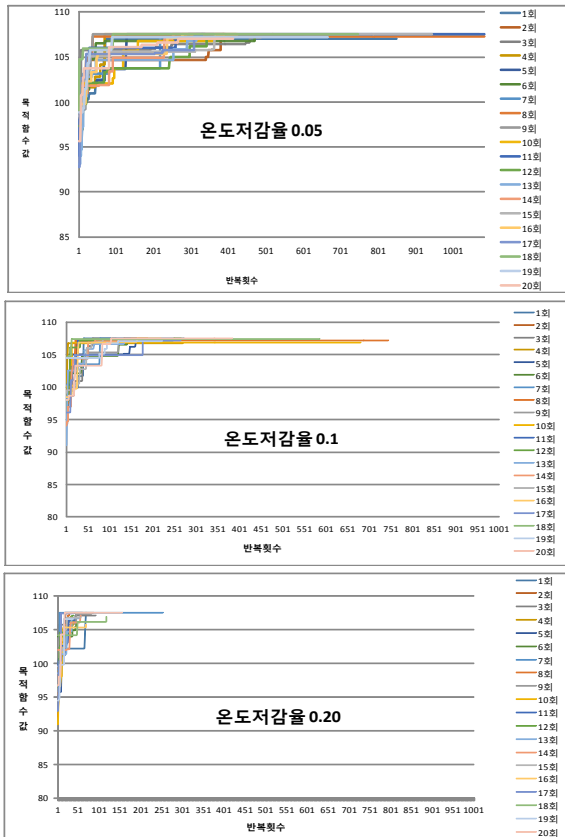 110
105
100
95
90
85
목적함수값
온도저감율 0.05
1 101 201 301 401 501 601 701 801 901 1001
반복횟수
1회
2회
3회
4회
5회
6회
7회
8회
9회
10회
11회
12회
13회
14회
15회
16회
17회
18회
19회
20회
110
105
100
95
90
85
80
목적함수값
온도저감율 0.1
1 51 101 151 201 251 301 351 401 451 501 551 601 651 701 751 801 851 901 951 1001
반복횟수
1회
2회
3회
4회
5회
6회
7회
8회
9회
10회
11회
12회
13회
14회
15회
16회
17회
18회
19회
20회
110
105
100
95
90
85
80
목적함수값
온도저감율 0.20
1 51 101 151 201 251 301 351 401 451 501 551 601 651 701 751 801 851 901 951 1001
반복횟수
1회
2회
3회
4회
5회
6회
7회
8회
9회
10회
11회
12회
13회
14회
15회
16회
17회
18회
19회
20회